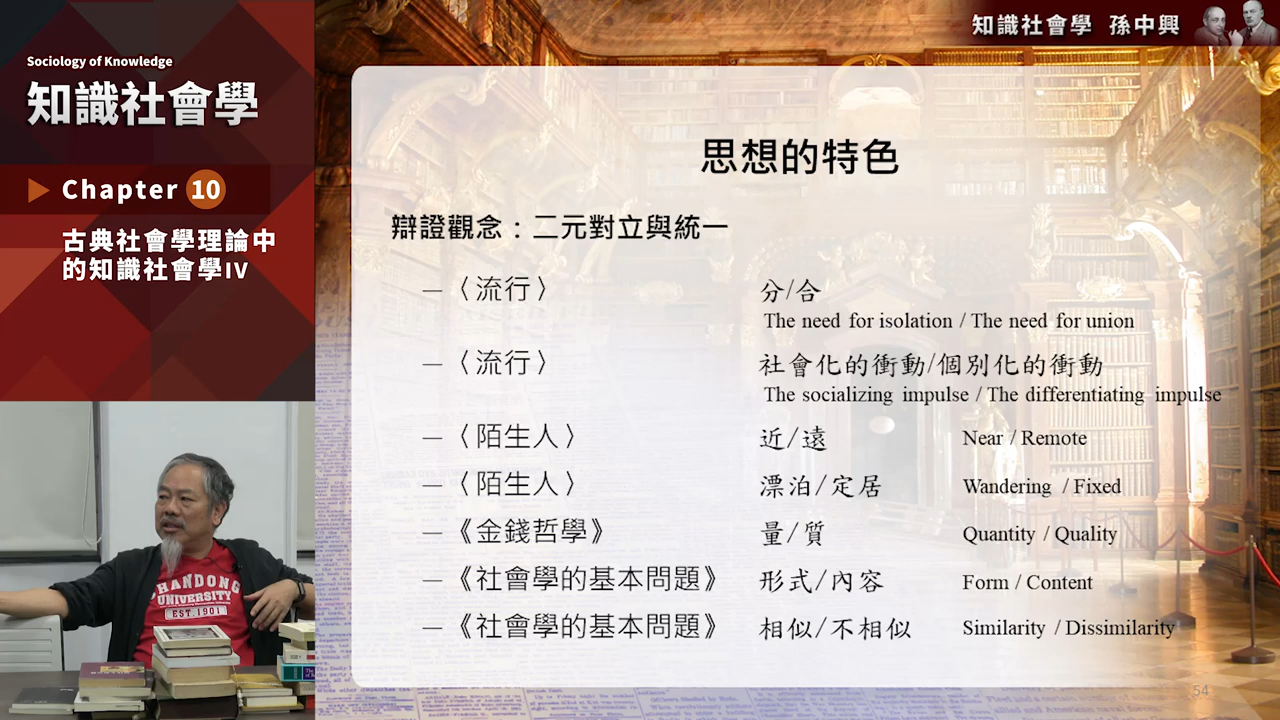 Sociology of Knowledge
知識社會學
Chapter 10
古典社會學理論中
的知識社會學IV
知識社會學 孫中興
思想的特色
辯證觀念：二元對立與統一
—〈流行〉 分/合
The need for isolation / The need for union
—〈流行〉 社會化的衝動/個別化的衝動
The socializing impulse / The differentiating impulse
—〈陌生人〉 近/遠 Near / Remote
—〈陌生人〉 漂泊/定居 Wandering / Fixed
—《金錢哲學》 量/質 Quantity / Quality
—《社會學的基本問題》 形式/內容 Form / Content
—《社會學的基本問題》 相似/不相似 Similarity / Dissimilarity
54
HANDONG
UNIVERSITY
EST. 1901